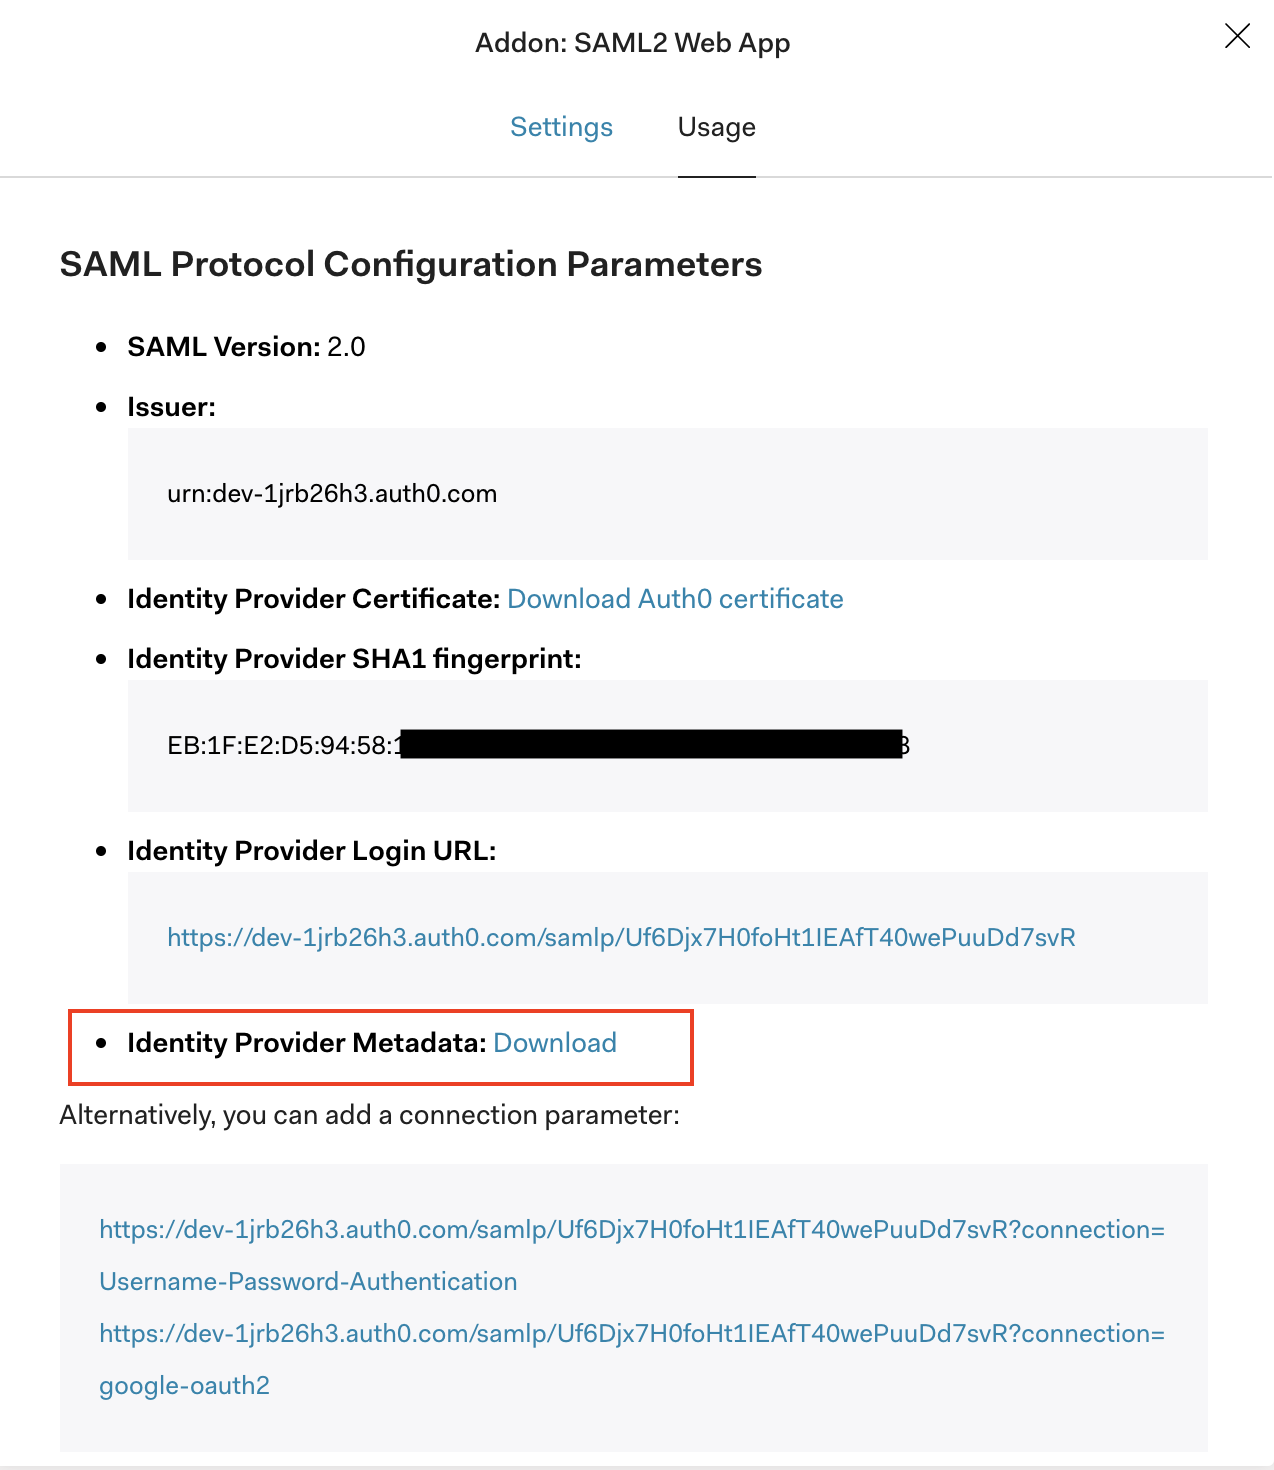 Addon: SAML2 Web App
Settings
Usage
SAML Protocol Configuration Parameters
SAML Version: 2.0
Issuer:
urn:dev-1jrb26h3.auth0.com
Identity Provider Certificate: Download Auth0 certificate
Identity Provider SHA1 fingerprint:
EB:1F:E2:D5:94:58:
Identity Provider Login URL:
https://dev-1jrb26h3.auth0.com/samlp/Uf6Djx7H0foHt1IEAfT40wePuuDd7svR
Identity Provider Metadata: Download
Alternatively, you can add a connection parameter:
https://dev-1jrb26h3.auth0.com/samlp/Uf6Djx7H0foHt1IEAfT40wePuuDd7svR?connection=
Username-Password-Authentication
https://dev-1jrb26h3.auth0.com/samlp/Uf6Djx7H0foHt1IEAfT40wePuuDd7svR?connection=
google-oauth2